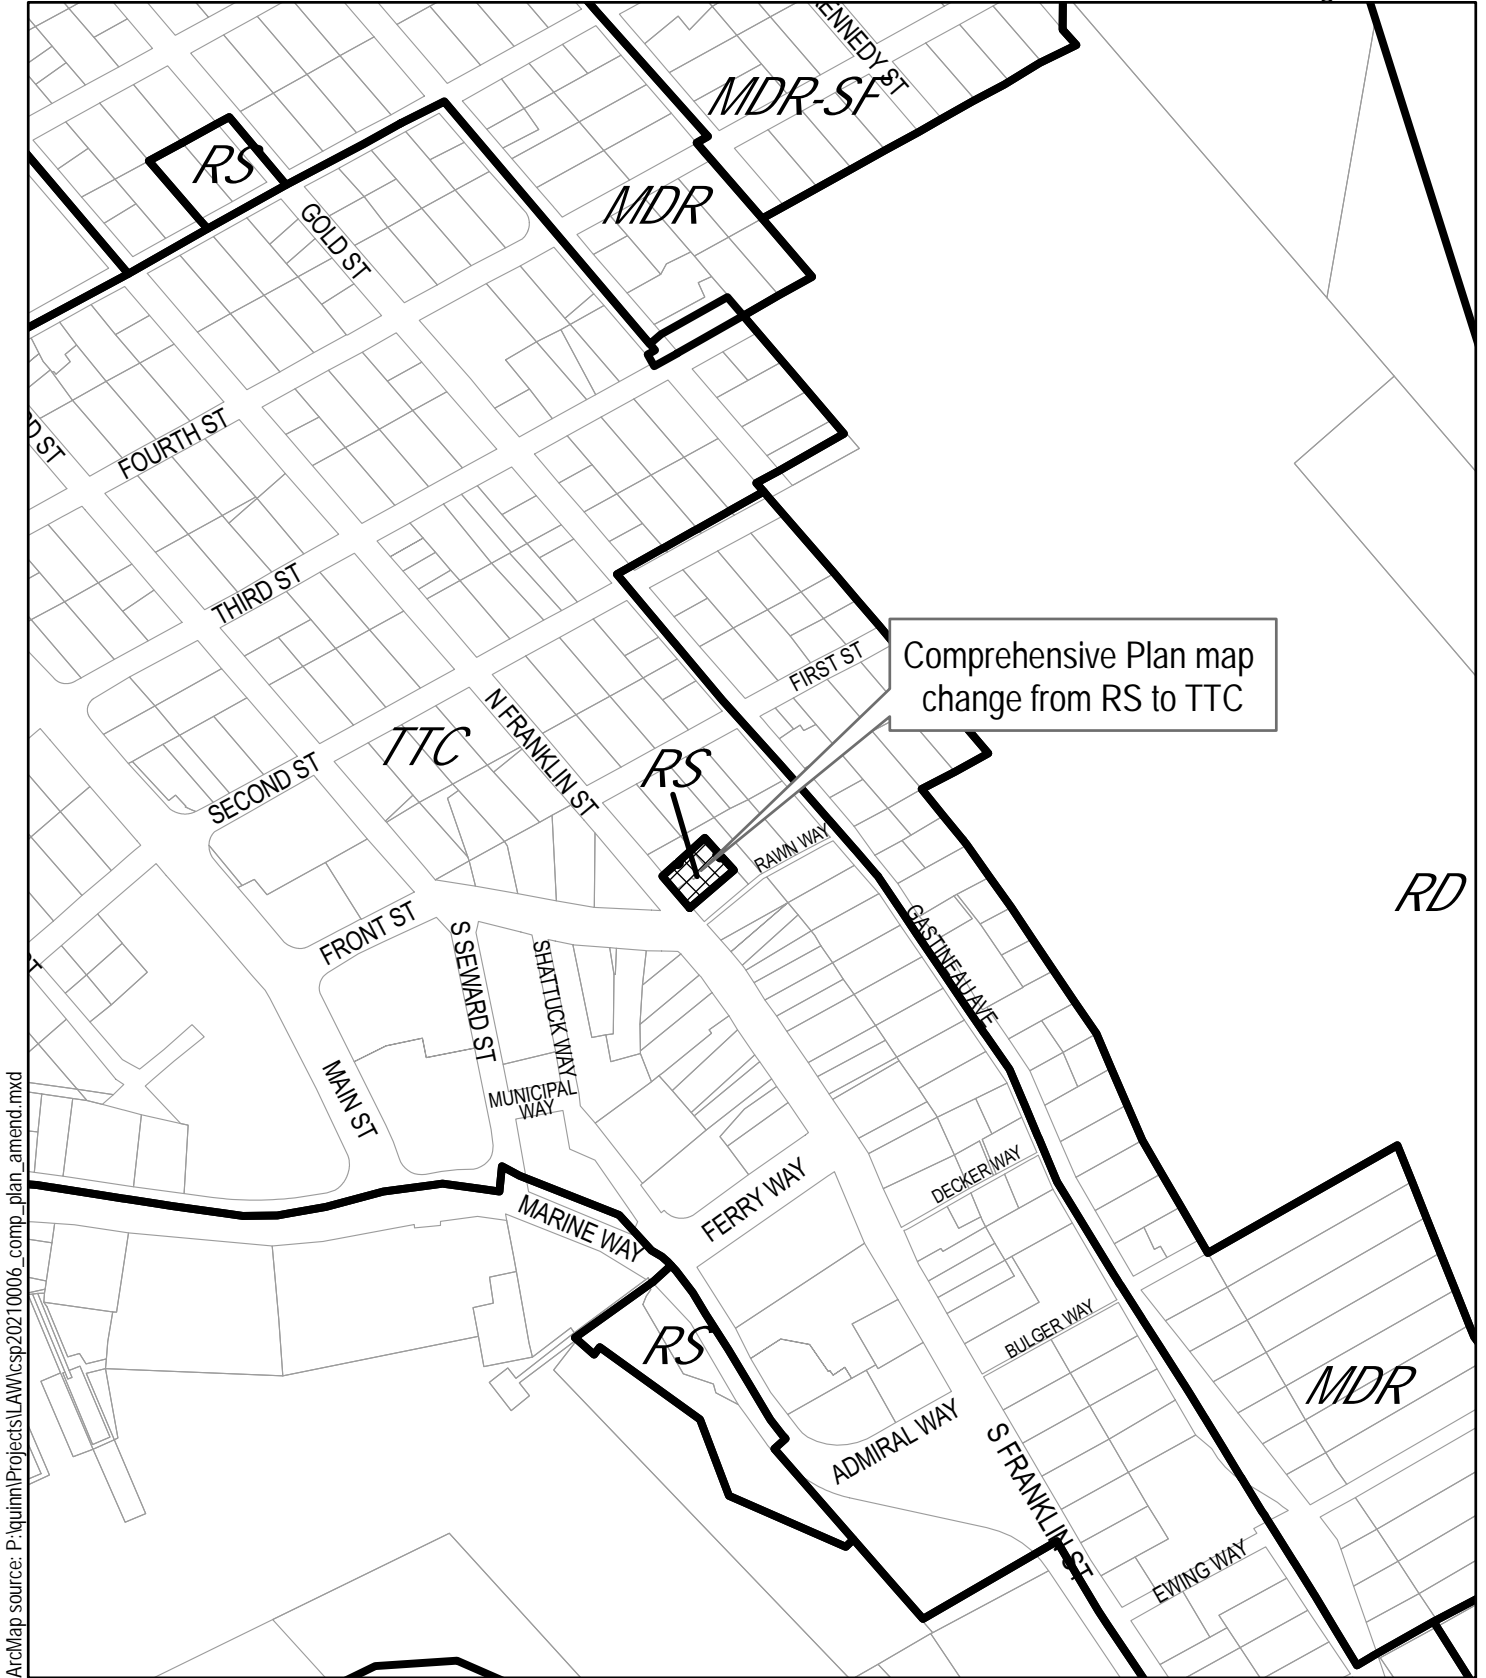 KENNEDY ST
MDR-SF
RS
MDR
GOLD ST
FOURTH ST
THIRD ST
FIRST ST
Comprehensive Plan map
change from RS to TTC
N FRANKLIN ST
TTC
RS
SECOND ST
RAWN WAY
RD
FRONT ST
S SEWARD ST
SHATTUCK WAY
GASTINEAU AVE
MAIN ST
MUNICIPAL
WAY
DECKER WAY
FERRY WAY
MARINE WAY
BULGER WAY
RS
MDR
ADMIRAL WAY
S FRANKLIN ST
EWING WAY
ArcMap source: P:\quinn\Projects\LAW\csp20210006_comp_plan_amend.mxd